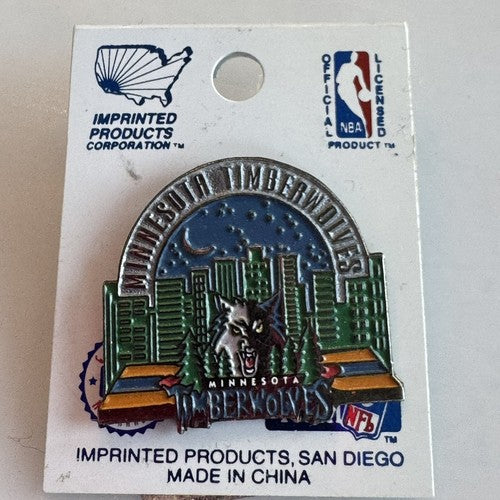 IMPRINTED
PRODUCTS
CORPORATION™
OFFICIAL
LICENSED
NBA
PRODUCT™
MINNESOTA TIMBERWOLVES
MINNESOTA
TIMBERWOLVES
NFL
TM
IMPRINTED PRODUCTS, SAN DIEGO
MADE IN CHINA